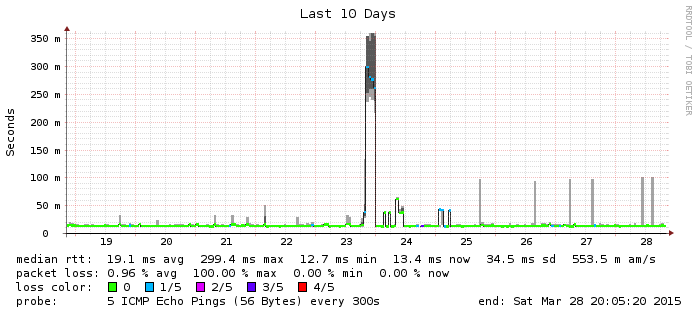 Last 10 Days
RRDTOOL / TOBI OETIKER
Seconds
350 m
300 m
250 m
200 m
150 m
100 m
50 m
0
19 20 21 22 23 24 25 26 27 28
median rtt: 19.1 ms avg 299.4 ms max 12.7 ms min 13.4 ms now 34.5 ms sd 553.5 m am/s
packet loss: 0.96 % avg 100.00 % max 0.00 % min 0.00 % now
loss color: 0 1/5 2/5 3/5 4/5
probe: 5 ICMP Echo Pings (56 Bytes) every 300s end: Sat Mar 28 20:05:20 2015